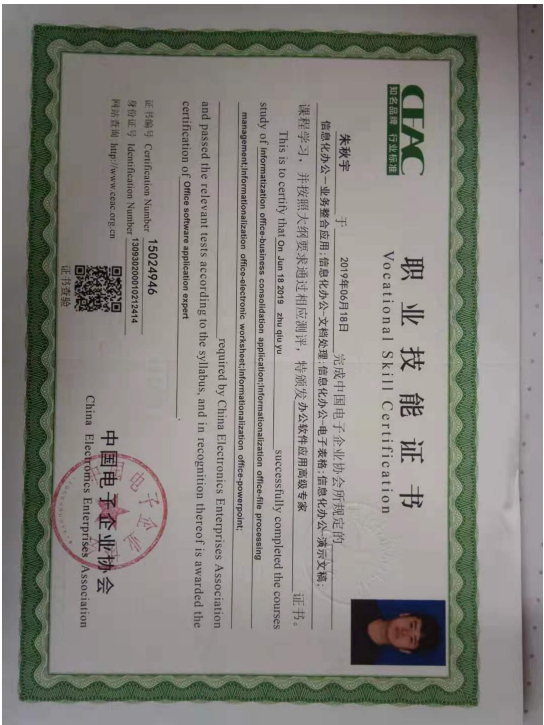 CEAC
知名品牌 行业标准
职业技能证书
Vocational Skill Certification
朱秋宇 于 2019年06月18日 完成中国电子企业协会所规定的
信息化办公-业务整合应用;信息化办公-文档处理;信息化办公-电子表格;信息化办公-演示文稿;
课程学习，并按照大纲要求通过相应测评，特颁发办公软件应用高级专家 证书。
This is to certify that On Jun 18 2019 zhu qiu yu successfully completed the courses
study of Informatization office-business consolidation application;Informationalization office-file processing
management;Informationalization office-electronic worksheet;Informationalization office-powerpoint;
required by China Electronics Enterprises Association
and passed the relevant tests according to the syllabus, and in recognition thereof is awarded the
certification of Office software application expert.
证书编号 Certification Number 15024946
身份证号 Identification Number 130930200010212414
网站查询 http://www.ceac.org.cn
证书查验
中国电子企业协会
China Electronics Enterprises Association